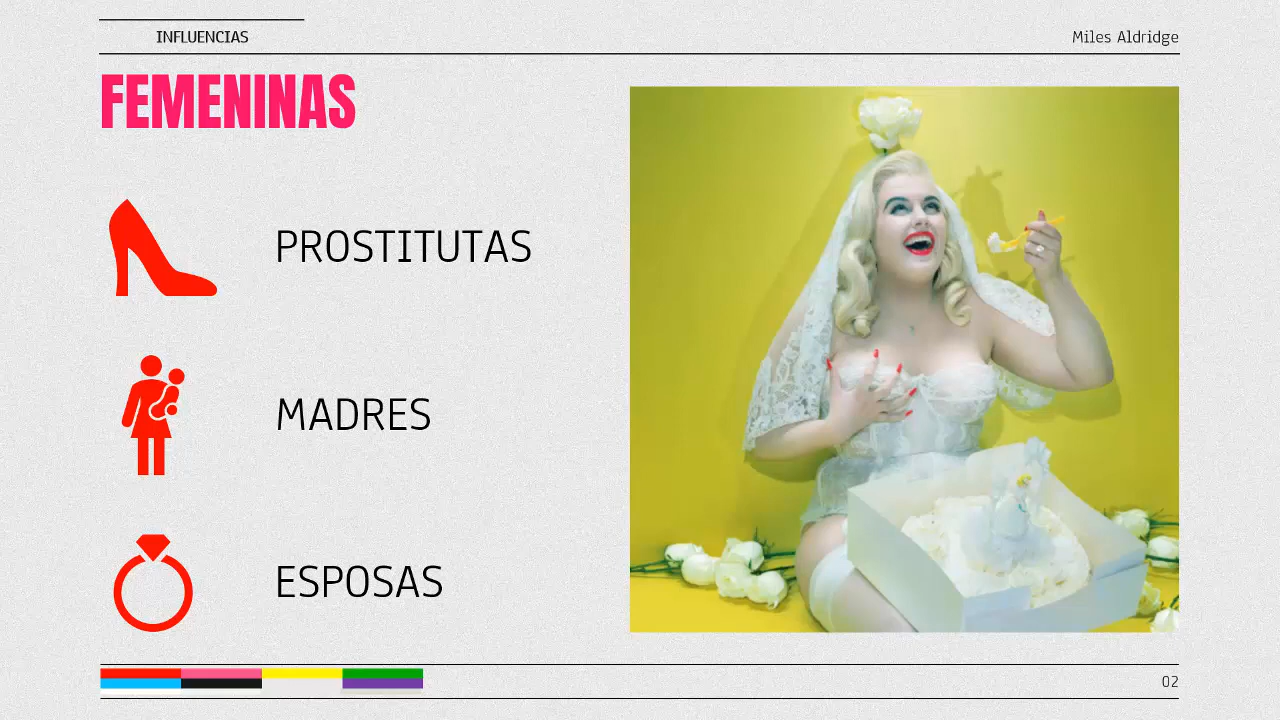 INFLUENCIAS
Miles Aldridge
FEMENINAS
PROSTITUTAS
MADRES
ESPOSAS
02